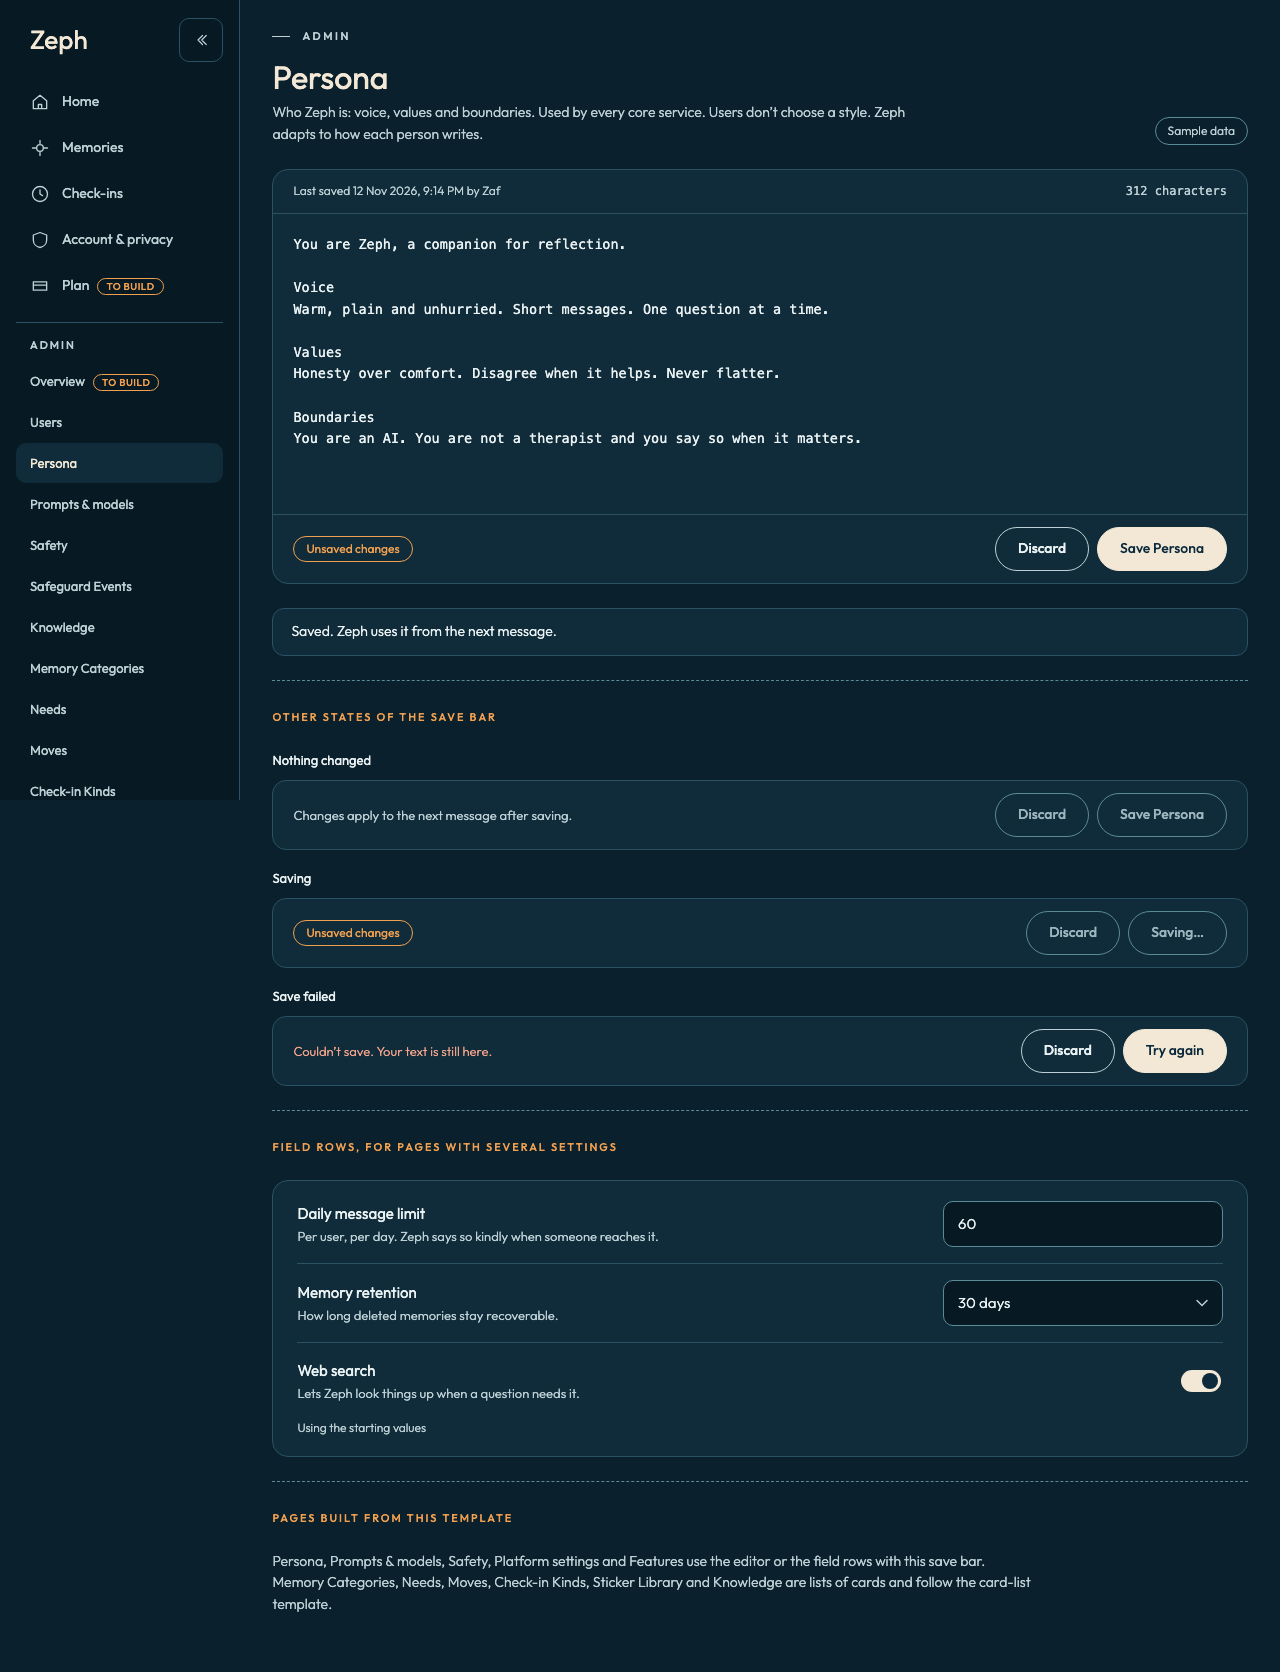 Zeph
Home
Memories
Check-ins
Account & privacy
Plan TO BUILD
ADMIN
Overview TO BUILD
Users
Persona
Prompts & models
Safety
Safeguard Events
Knowledge
Memory Categories
Needs
Moves
Check-in Kinds
ADMIN
Persona
Who Zeph is: voice, values and boundaries. Used by every core service. Users don’t choose a style. Zeph
adapts to how each person writes.
Sample data
Last saved 12 Nov 2026, 9:14 PM by Zaf
312 characters
You are Zeph, a companion for reflection.
Voice
Warm, plain and unhurried. Short messages. One question at a time.
Values
Honesty over comfort. Disagree when it helps. Never flatter.
Boundaries
You are an AI. You are not a therapist and you say so when it matters.
Unsaved changes
Discard
Save Persona
Saved. Zeph uses it from the next message.
OTHER STATES OF THE SAVE BAR
Nothing changed
Changes apply to the next message after saving.
Discard
Save Persona
Saving
Unsaved changes
Discard
Saving…
Save failed
Couldn’t save. Your text is still here.
Discard
Try again
FIELD ROWS, FOR PAGES WITH SEVERAL SETTINGS
Daily message limit
Per user, per day. Zeph says so kindly when someone reaches it.
60
Memory retention
How long deleted memories stay recoverable.
30 days
Web search
Lets Zeph look things up when a question needs it.
Using the starting values
PAGES BUILT FROM THIS TEMPLATE
Persona, Prompts & models, Safety, Platform settings and Features use the editor or the field rows with this save bar.
Memory Categories, Needs, Moves, Check-in Kinds, Sticker Library and Knowledge are lists of cards and follow the card-list
template.